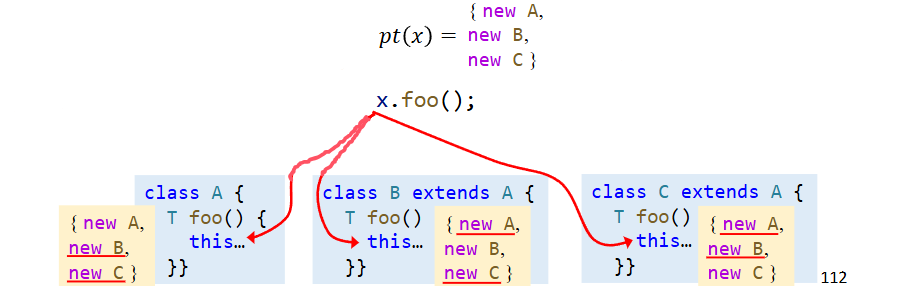 pt(x) = { new A,
new B,
new C }
x.foo();
class A {
T foo() {
this…
}}
{ new A,
new B,
new C }
class B extends A {
T foo()
this…
}}
{ new A,
new B,
new C }
class C extends A {
T foo()
this…
}}
{ new A,
new B,
new C }
112